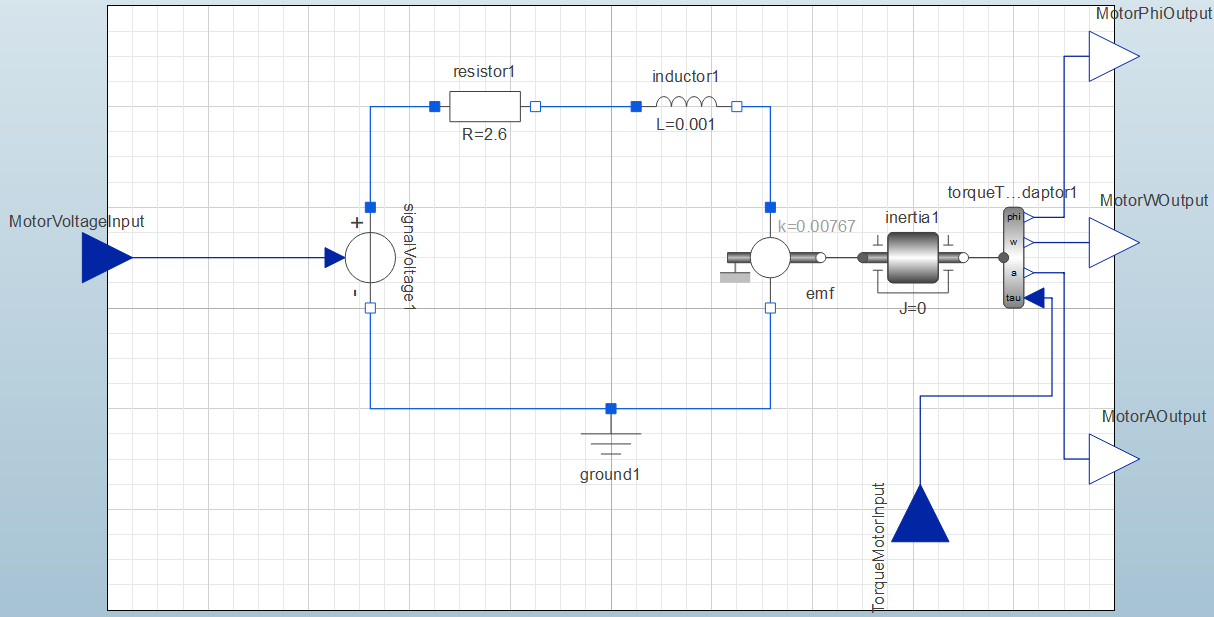 MotorPhiOutput
resistor1
inductor1
L=0.001
R=2.6
torqueT...daptor1
MotorWOutput
MotorVoltageInput
signalVoltage1
+
-
k=0.00767
inertia1
phi
w
a
tau
emf
J=0
MotorAOutput
ground1
TorqueMotorInput